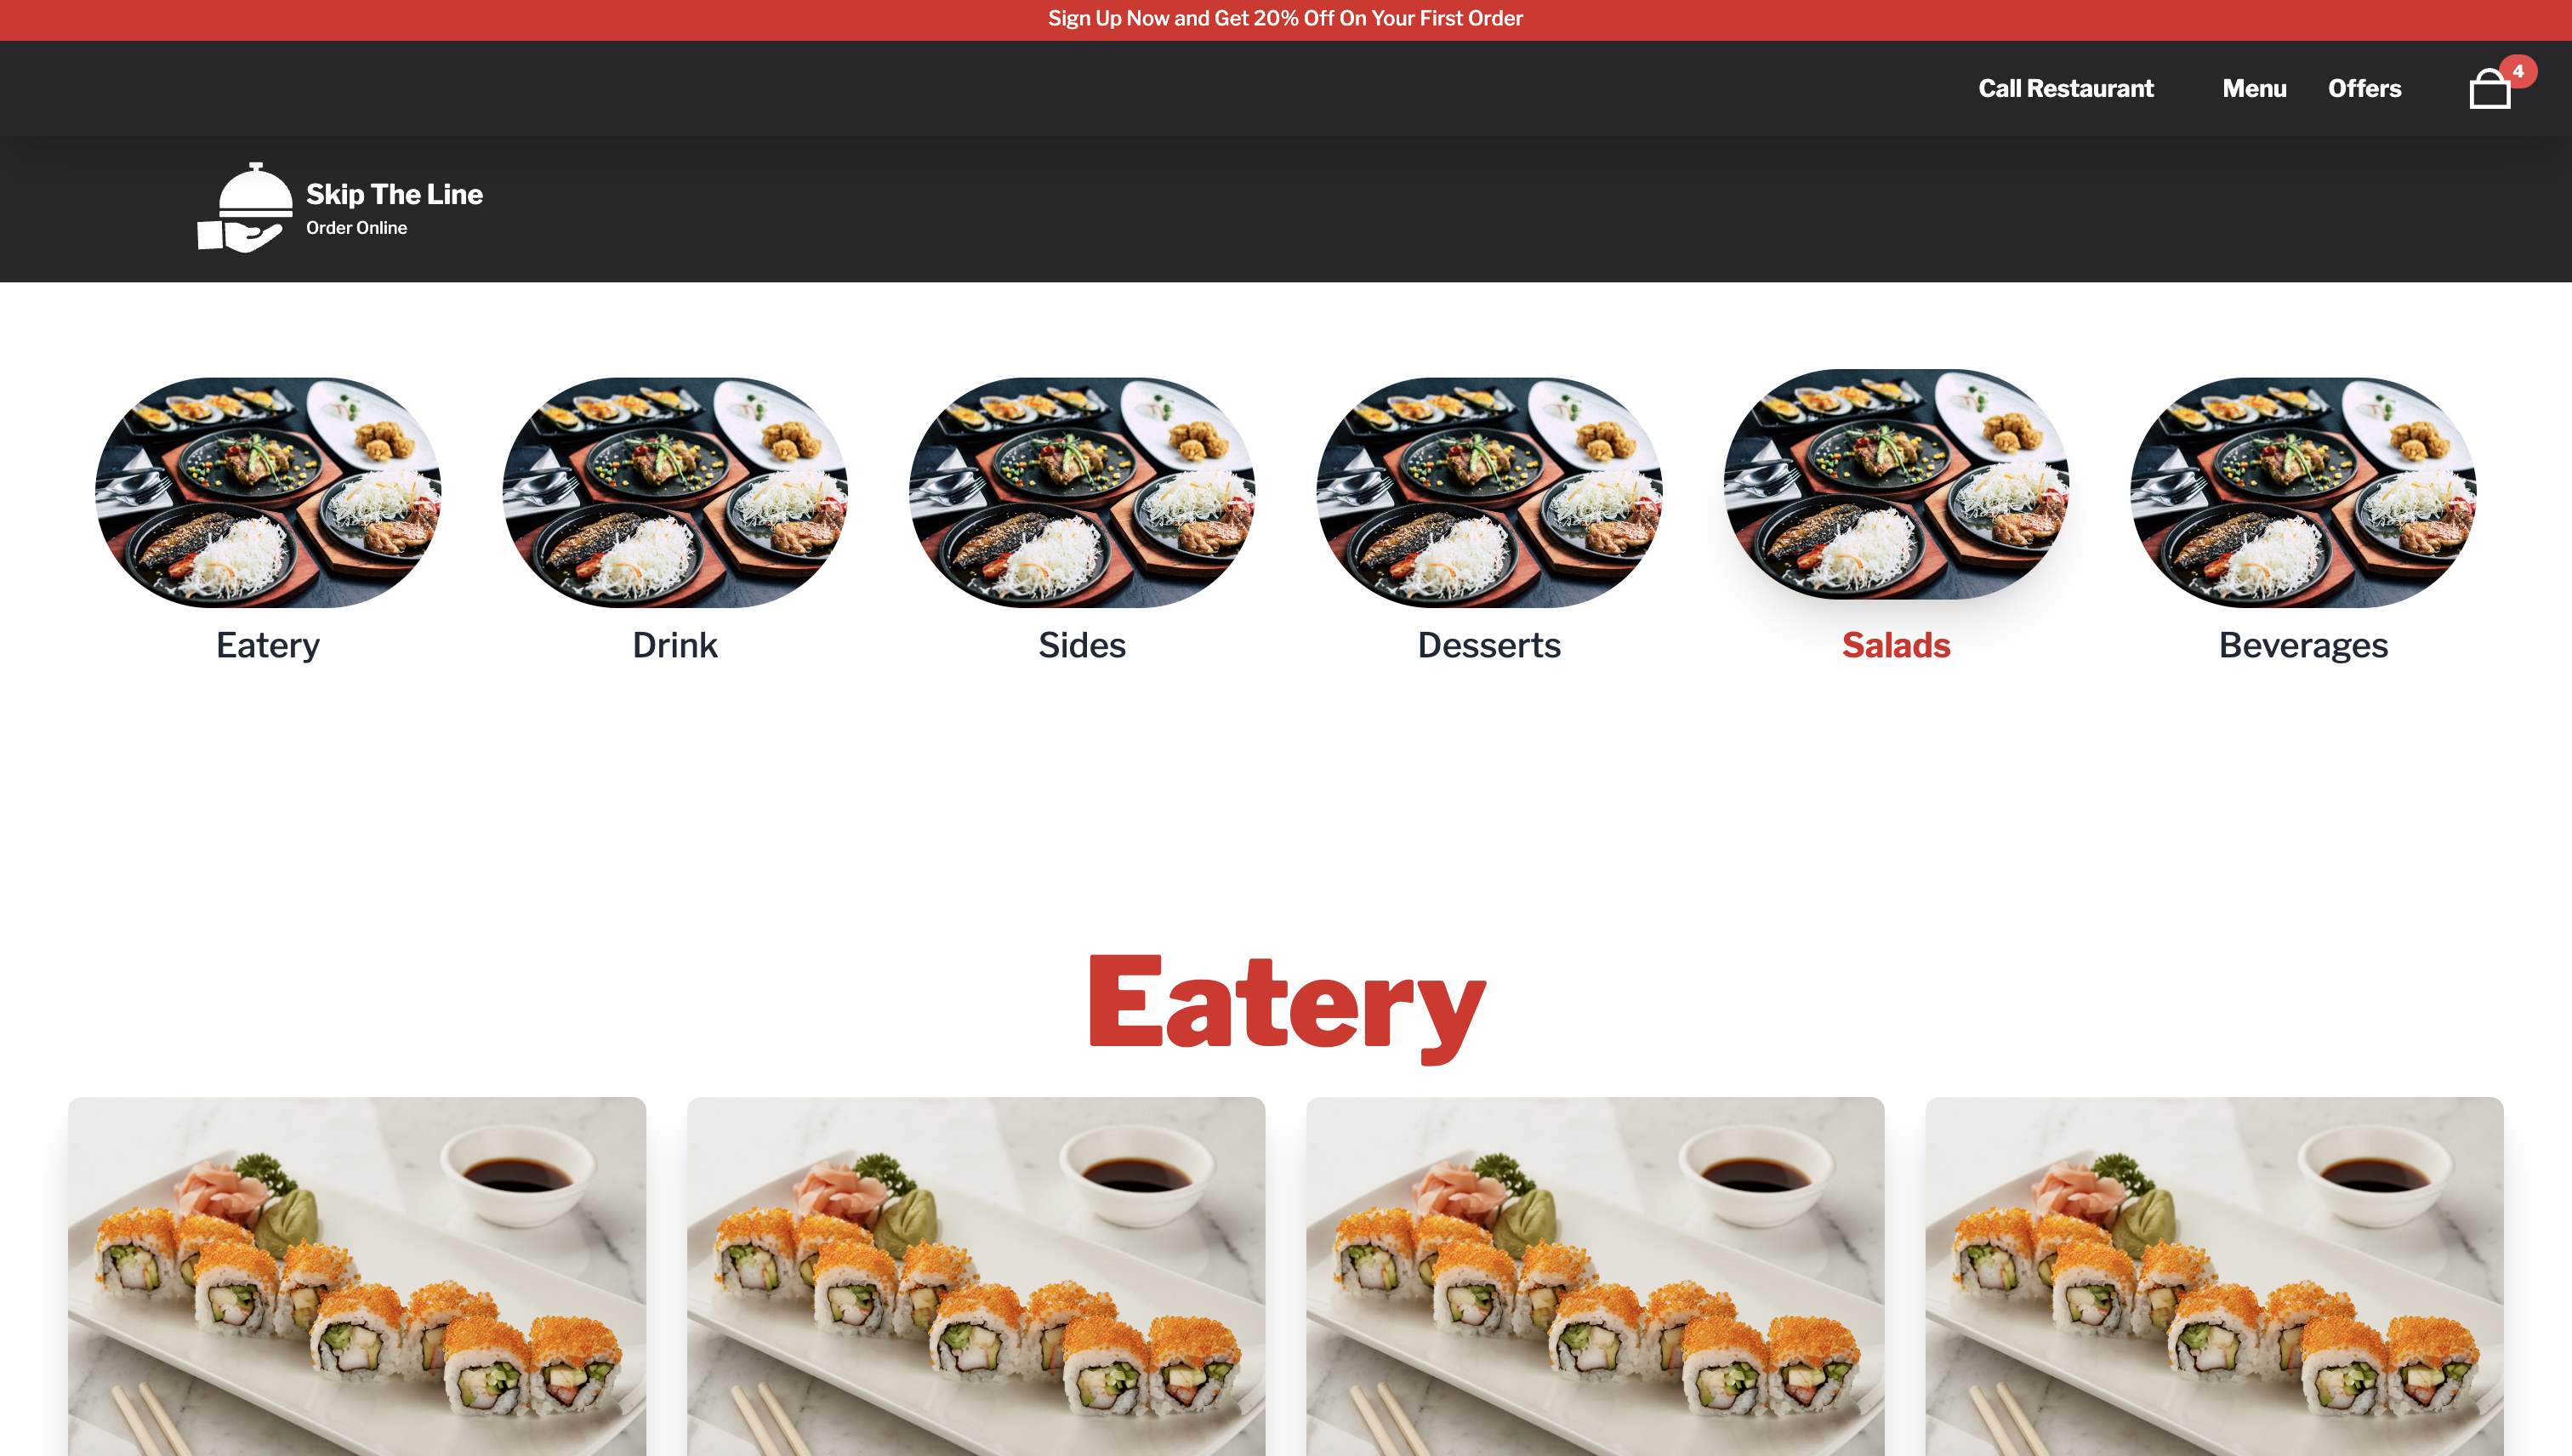 Sign Up Now and Get 20% Off On Your First Order
Call Restaurant Menu Offers 4
Skip The Line
Order Online
Eatery Drink Sides Desserts Salads Beverages
Eatery